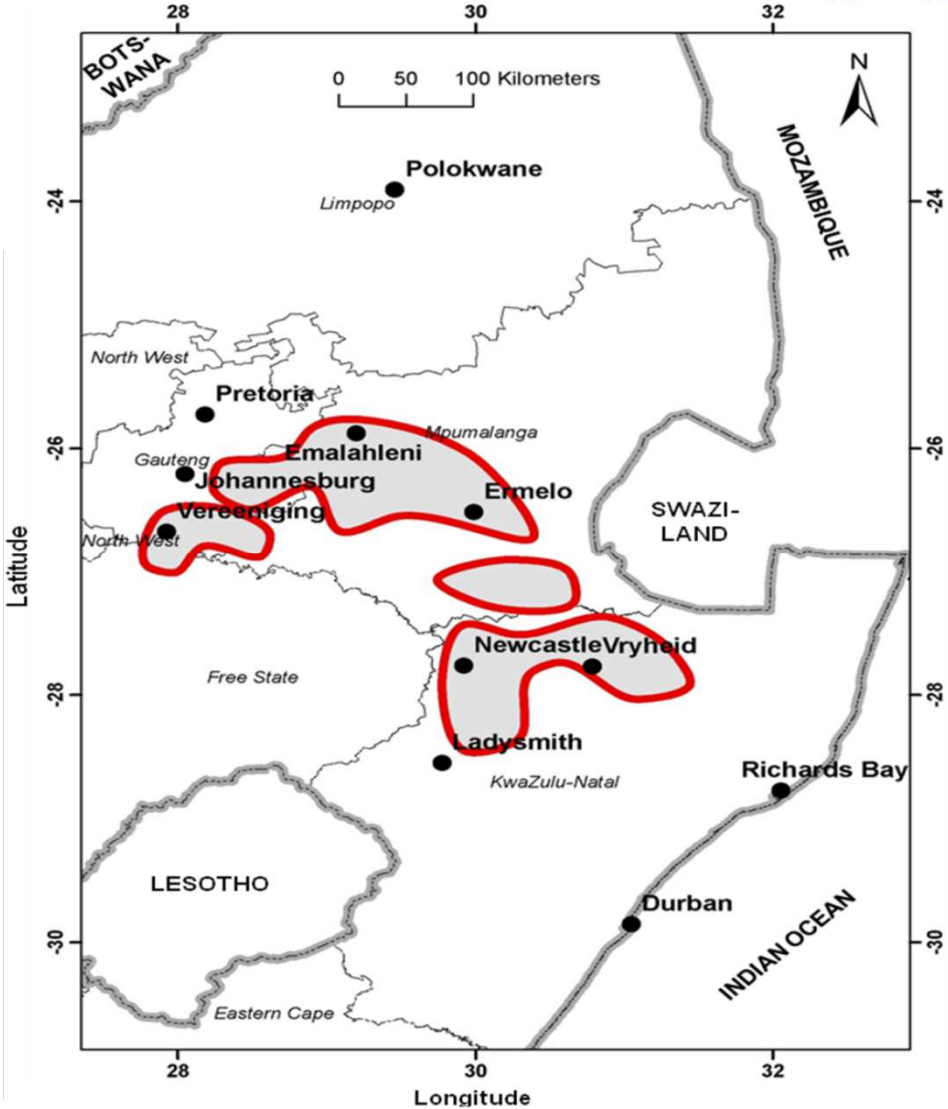 28 30 32
BOTS-
WANA
0 50 100 Kilometers
N
MOZAMBIQUE
Polokwane
Limpopo
-24 -24
North West
Pretoria
Mpumalanga
Emalahleni
-26 -26
Gauteng
Johannesburg
Ermelo
Vereeniging
SWAZI-
LAND
North West
Latitude
Newcastle Vryheid
Free State
-28 -28
Ladysmith
KwaZulu-Natal
Richards Bay
LESOTHO
Durban
-30 -30
INDIAN OCEAN
Eastern Cape
28 30 32
Longitude